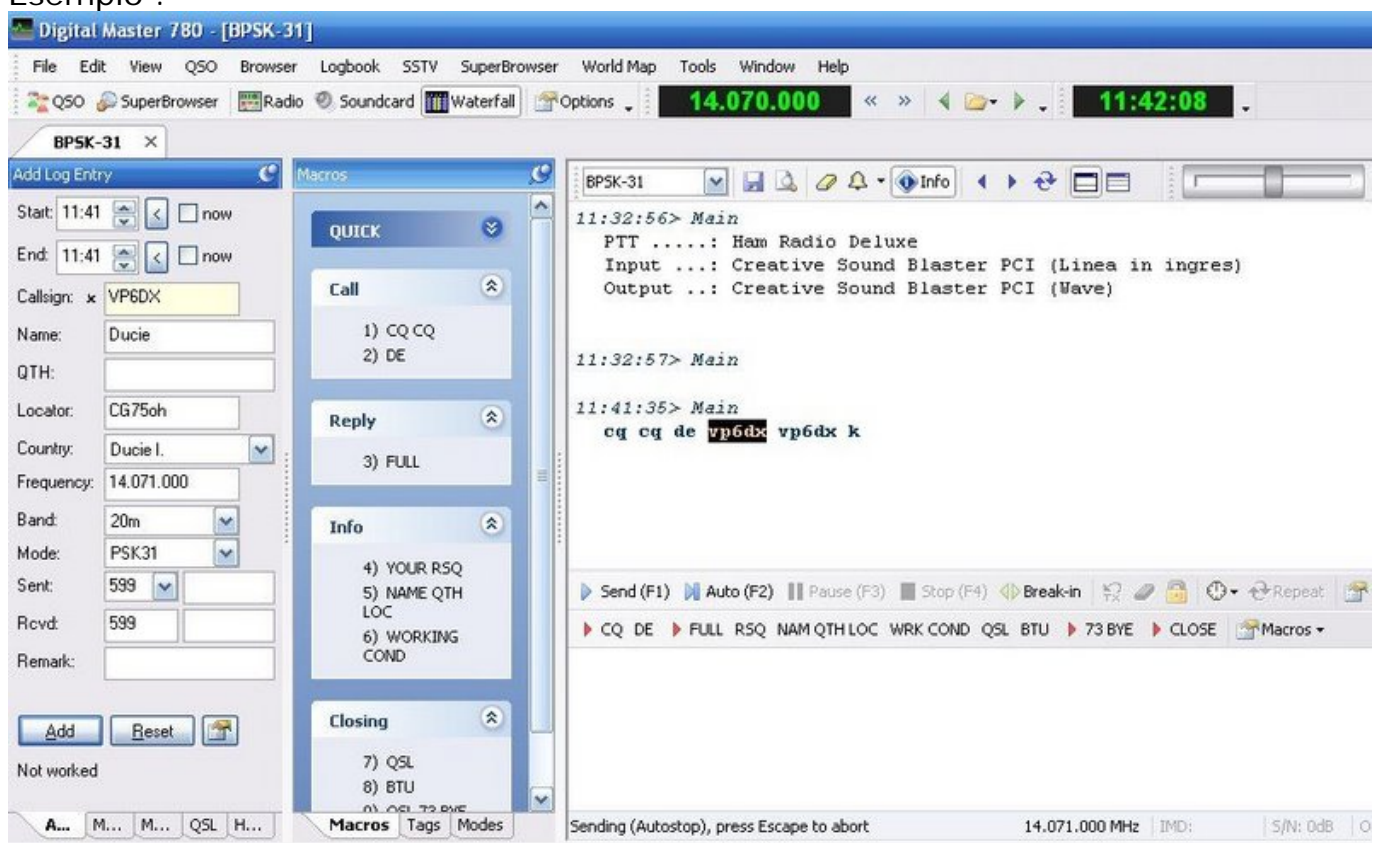 Esempio :
Digital Master 780 - [BPSK-31]
File Edit View QSO Browser Logbook SSTV SuperBrowser World Map Tools Window Help
QSO SuperBrowser Radio Soundcard Waterfall Options 14.070.000 11:42:08
BPSK-31
Add Log Entry
Start: 11:41 < now
End: 11:41 < now
Callsign: x VP6DX
Name: Ducie
QTH:
Locator: CG75oh
Country: Ducie I.
Frequency: 14.071.000
Band: 20m
Mode: PSK31
Sent: 599
Rcvd: 599
Remark:
Add Reset
Not worked
A... M... M... QSL H...
Macros
QUICK
Call
1) CQ CQ
2) DE
Reply
3) FULL
Info
4) YOUR RSQ
5) NAME QTH
LOC
6) WORKING
COND
Closing
7) QSL
8) BTU
9) QSL 73 BYE
Macros Tags Modes
BPSK-31 Info
11:32:56> Main
PTT .....: Ham Radio Deluxe
Input ...: Creative Sound Blaster PCI (Linea in ingres)
Output ..: Creative Sound Blaster PCI (Wave)
11:32:57> Main
11:41:35> Main
cq cq de vp6dx vp6dx k
Send (F1) Auto (F2) Pause (F3) Stop (F4) Break-in Repeat
CQ DE FULL RSQ NAM QTH LOC WRK COND QSL BTU 73 BYE CLOSE Macros
Sending (Autostop), press Escape to abort 14.071.000 MHz IMD: S/N: 0dB